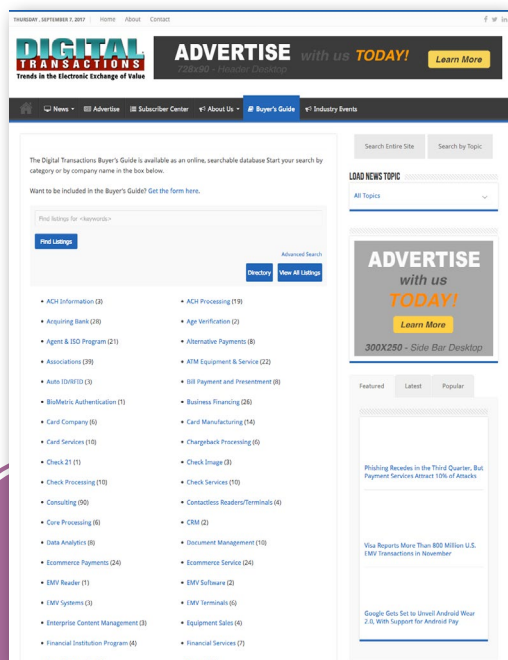 THURSDAY , SEPTEMBER 7, 2017 Home About Contact
DIGITAL
TRANSACTIONS
Trends in the Electronic Exchange of Value
ADVERTISE with us TODAY!
738x90 - Header Desktop
Learn More
News Advertise Subscriber Center About Us Buyer's Guide Industry Events
The Digital Transactions Buyer's Guide is available as an online, searchable database Start your search by
category or by company name in the box below.
Want to be included in the Buyer's Guide? Get the form here.
Find listings for <keywords>
Find Listings
Advanced Search
Directory View All Listings
• ACH Information (3)
• ACH Processing (19)
• Acquiring Bank (28)
• Age Verification (2)
• Agent & ISO Program (21)
• Alternative Payments (8)
• Associations (39)
• ATM Equipment & Service (22)
• Auto ID/RFID (3)
• Bill Payment and Presentment (8)
• BioMetric Authentication (1)
• Business Financing (26)
• Card Company (6)
• Card Manufacturing (14)
• Card Services (10)
• Chargeback Processing (6)
• Check 21 (1)
• Check Image (3)
• Check Processing (10)
• Check Services (10)
• Consulting (90)
• Contactless Readers/Terminals (4)
• Core Processing (6)
• CRM (2)
• Data Analytics (8)
• Document Management (10)
• Ecommerce Payments (24)
• Ecommerce Service (24)
• EMV Reader (1)
• EMV Software (2)
• EMV Systems (3)
• EMV Terminals (6)
• Enterprise Content Management (3)
• Equipment Sales (4)
• Financial Institution Program (4)
• Financial Services (7)
Search Entire Site Search by Topic
LOAD NEWS TOPIC
All Topics
ADVERTISE
with us
TODAY!
Learn More
300X250 - Side Bar Desktop
Featured Latest Popular
Phishing Recedes in the Third Quarter, But
Payment Services Attract 10% of Attacks
Visa Reports More Than 800 Million U.S.
EMV Transactions in November
Google Gets Set to Unveil Android Wear
2.0, With Support for Android Pay